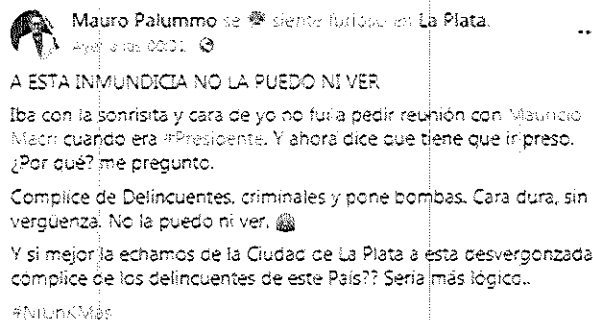 Mauro Palummo se siente furioso en La Plata.
Ayer a las 00:31
A ESTA INMUNDICIA NO LA PUEDO NI VER
Iba con la sonrisita y cara de yo no fui a pedir reunión con Mauricio
Macri cuando era #Presidente. Y ahora dice que tiene que ir preso.
¿Por qué? me pregunto.
Complice de Delincuentes, criminales y pone bombas. Cara dura, sin
vergüenza. No la puedo ni ver.
Y si mejor la echamos de la Ciudad de La Plata a esta desvergonzada
cómplice de los delincuentes de este País?? Sería más lógico..
#NiUnKMas